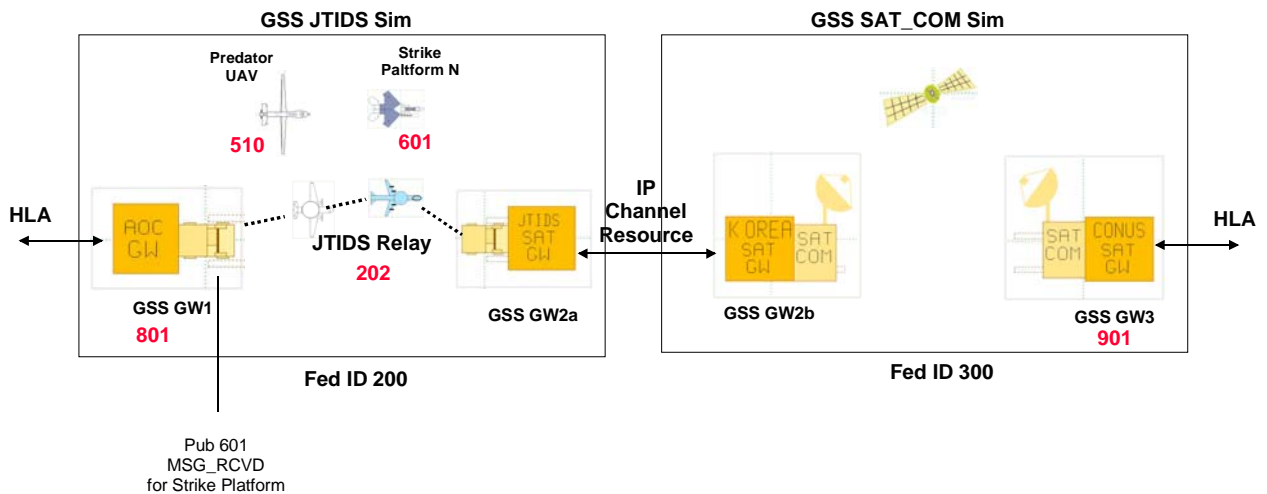 GSS JTIDS Sim
GSS SAT_COM Sim
Predator
UAV
Strike
Paltform N
510
601
HLA
AOC
GW
JTIDS Relay
202
JTIDS
SAT
GW
IP
Channel
Resource
KOREA
SAT
GW
SAT
COM
SAT
COM
CONUS
SAT
GW
HLA
GSS GW1
801
GSS GW2a
GSS GW2b
GSS GW3
901
Fed ID 200
Fed ID 300
Pub 601
MSG_RCVD
for Strike Platform